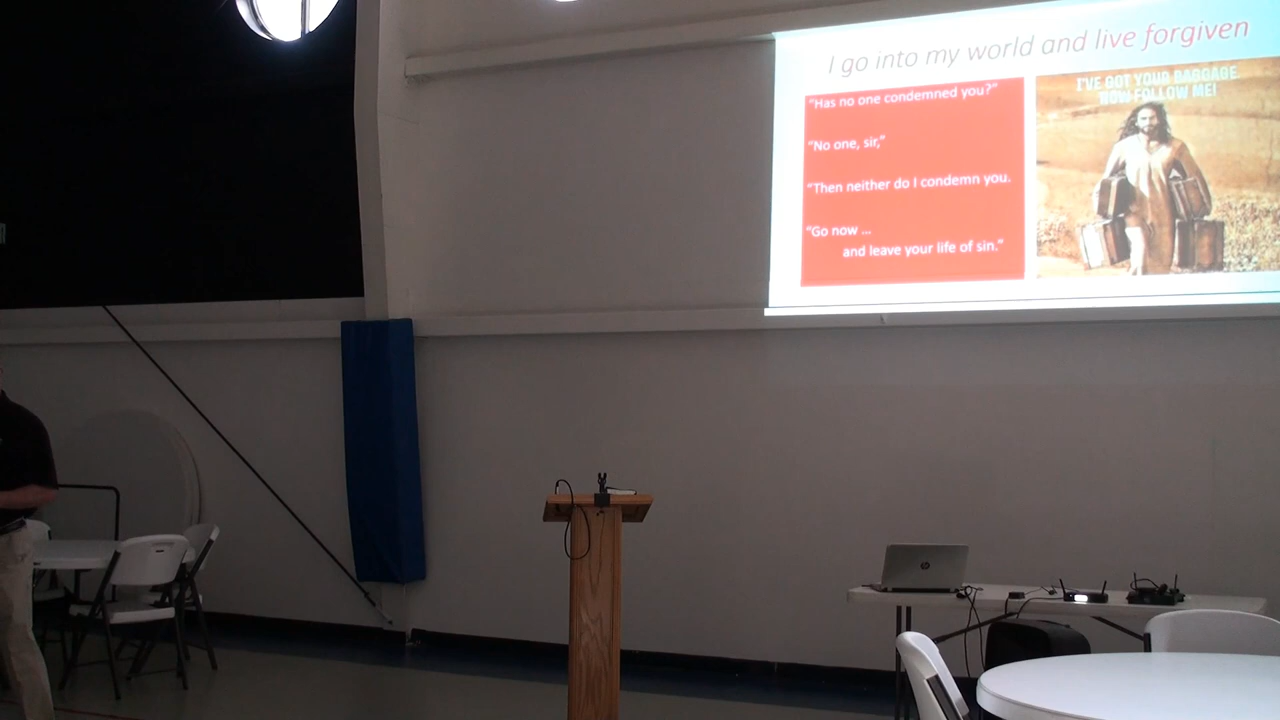 I go into my world and live forgiven
"Has no one condemned you?"
"No one, sir,"
"Then neither do I condemn you.
"Go now ...
and leave your life of sin."
I'VE GOT YOUR BAGGAGE.
NOW FOLLOW ME!
hp